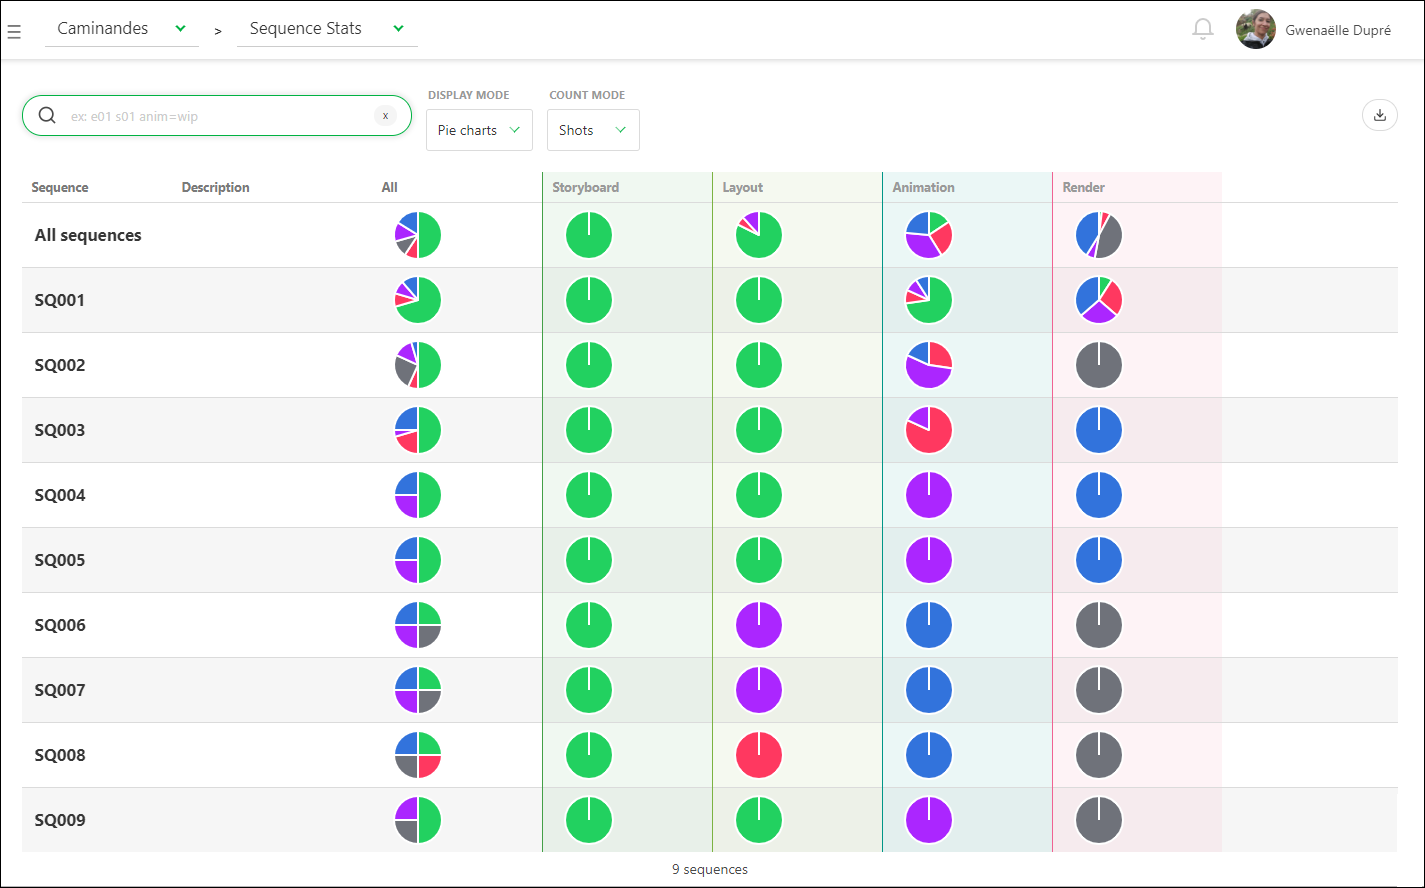 Caminandes > Sequence Stats Gwenaëlle Dupré
DISPLAY MODE COUNT MODE
ex: e01 s01 anim=wip x
Pie charts Shots
Sequence Description All Storyboard Layout Animation Render
All sequences
SQ001
SQ002
SQ003
SQ004
SQ005
SQ006
SQ007
SQ008
SQ009
9 sequences